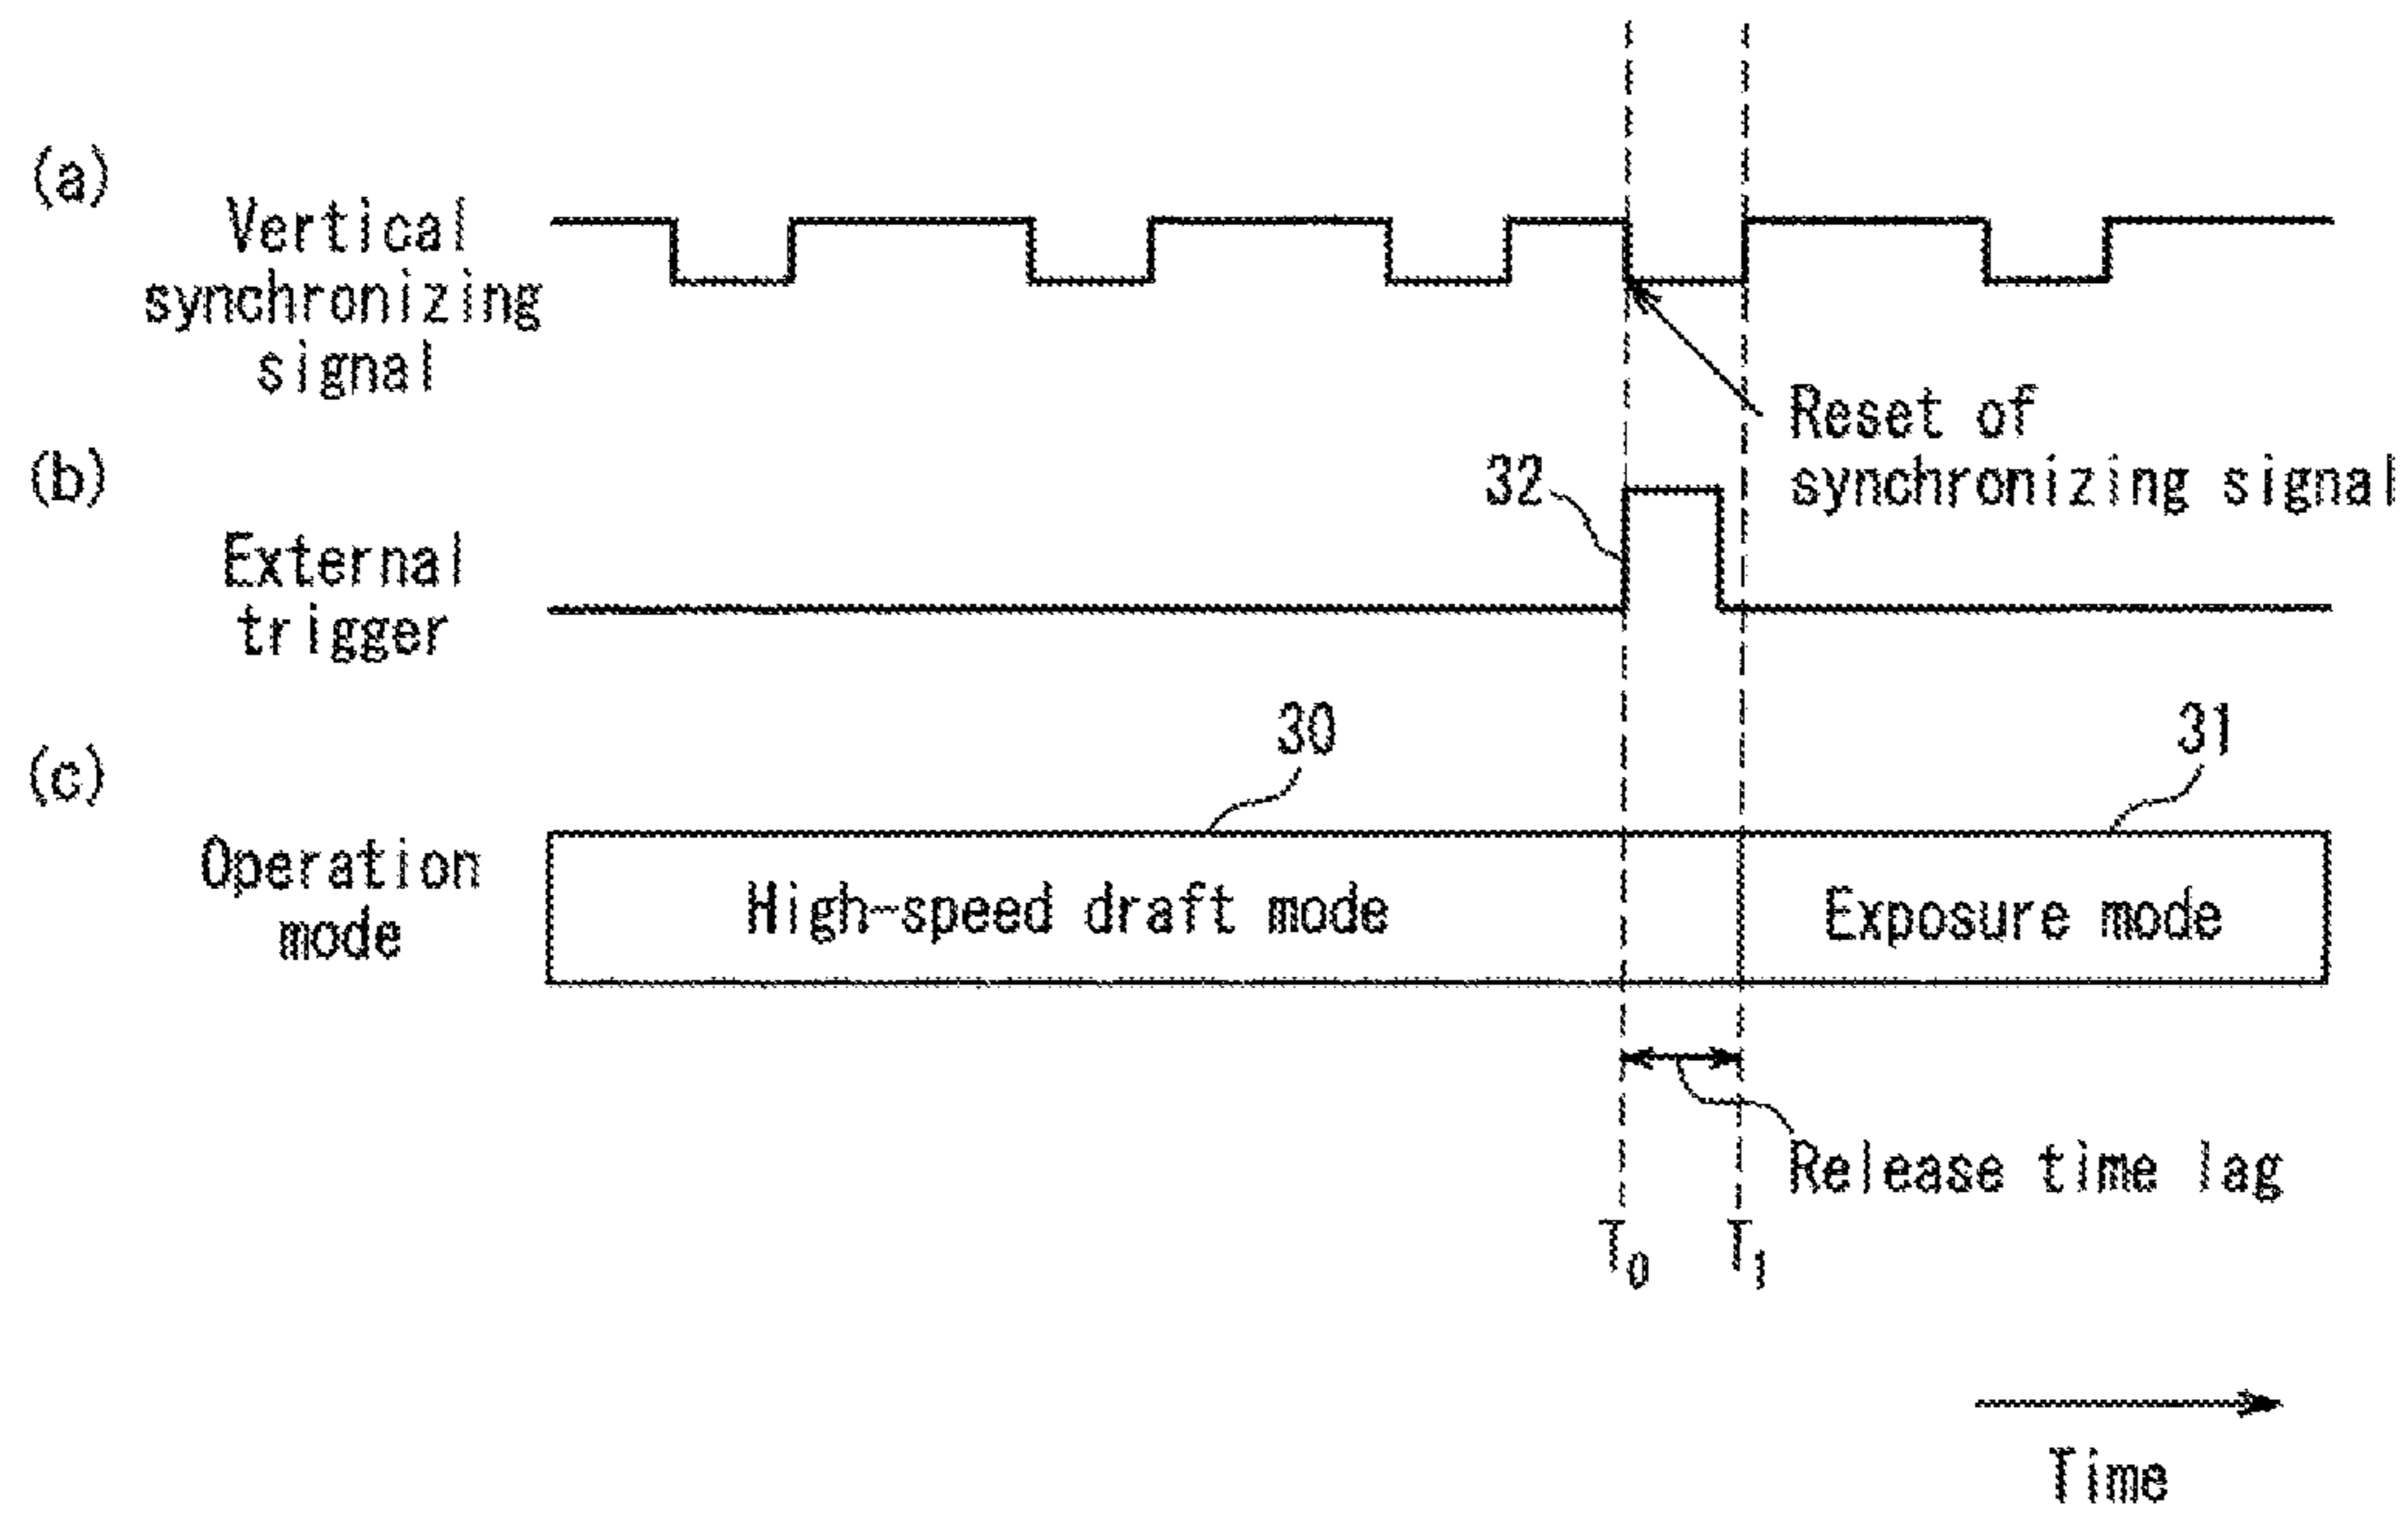 (a)
Vertical
synchronizing
signal
Reset of
synchronizing signal
(b)
32
External
trigger
(c)
30
31
Operation
mode
High-speed draft mode
Exposure mode
Release time lag
T0
T1
Time